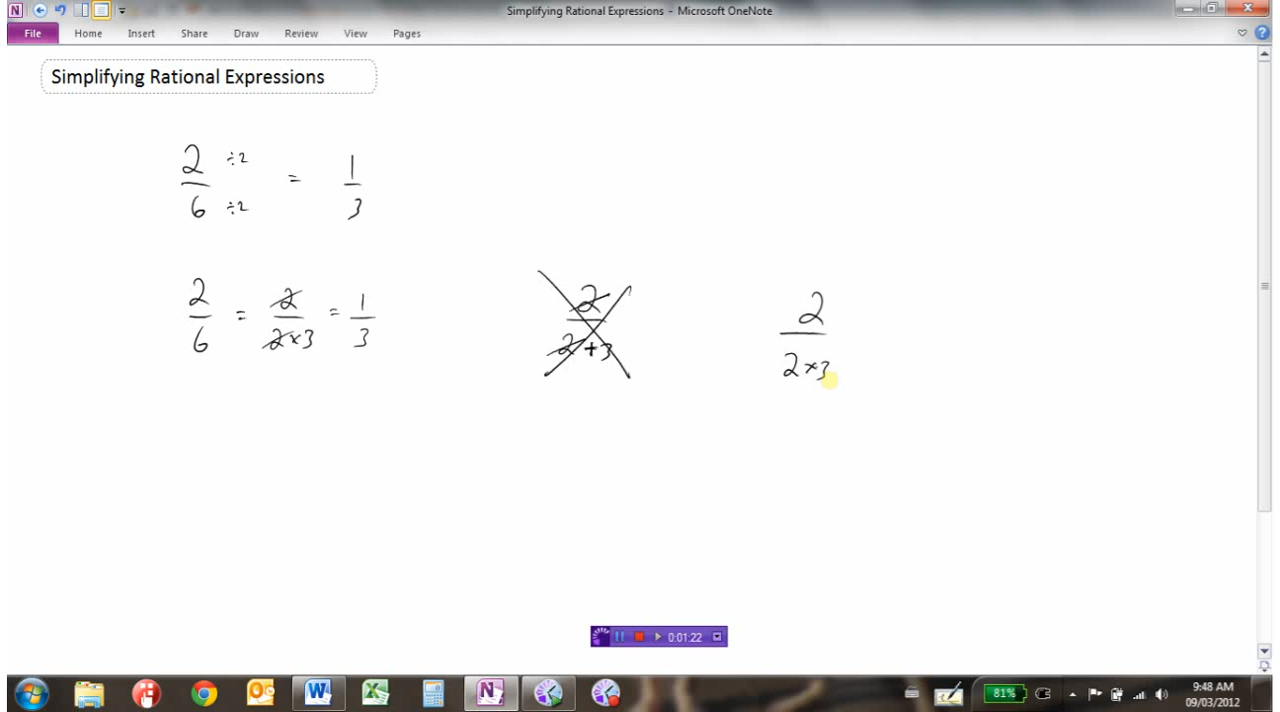 Simplifying Rational Expressions - Microsoft OneNote
File Home Insert Share Draw Review View Pages
Simplifying Rational Expressions
2 ÷2 = 1
6 ÷2 3
2 = 2 = 1 2 2
6 2×3 3 2+3 2×3
0:01:22
81% 9:48 AM
09/03/2012